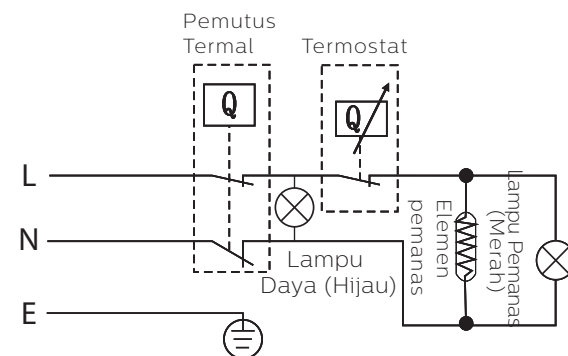 Pemutus
Termal
Termostat
Q
Q
L
N
E
Lampu
Daya (Hijau)
Elemen
pemanas
Lampu Pemanas
(Merah)